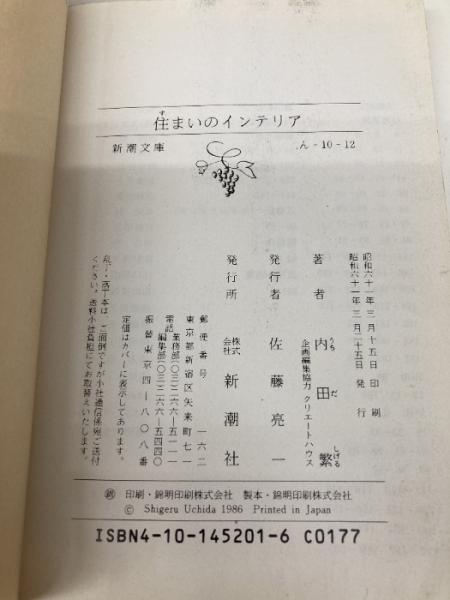 す
住まいのインテリア
新潮文庫
ん-10-12
昭和六十一年三月十五日 印刷
昭和六十一年三月二十五日 発行
著者 内田繁
うちだ しげる
企画編集協力 クリエートハウス
発行者 佐藤亮一
発行所 株式会社 新潮社
郵便番号 一六二
東京都新宿区矢来町七一
電話 業務部(〇三)二六六―五一一一
編集部(〇三)二六六―五四四〇
振替東京四―八〇八番
定価はカバーに表示してあります。
乱丁・落丁本は、ご面倒ですが小社通信係宛ご送付
ください。送料小社負担にてお取替えいたします。
印刷・錦明印刷株式会社 製本・錦明印刷株式会社
© Shigeru Uchida 1986 Printed in Japan
ISBN4-10-145201-6 C0177